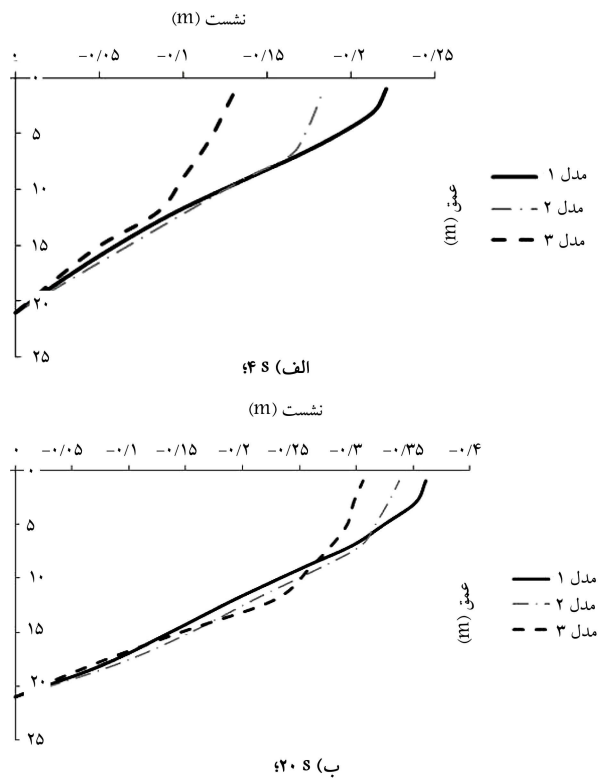 نشست (m)
۰ -۰/۰۵ -۰/۱ -۰/۱۵ -۰/۲ -۰/۲۵
۰
۵
۱۰
۱۵
۲۰
۲۵
عمق (m)
مدل ۱
مدل ۲
مدل ۳
الف) ۴ s؛
نشست (m)
۰ -۰/۰۵ -۰/۱ -۰/۱۵ -۰/۲ -۰/۲۵ -۰/۳ -۰/۳۵ -۰/۴
۰
۵
۱۰
۱۵
۲۰
۲۵
عمق (m)
مدل ۱
مدل ۲
مدل ۳
ب) ۲۰ s؛